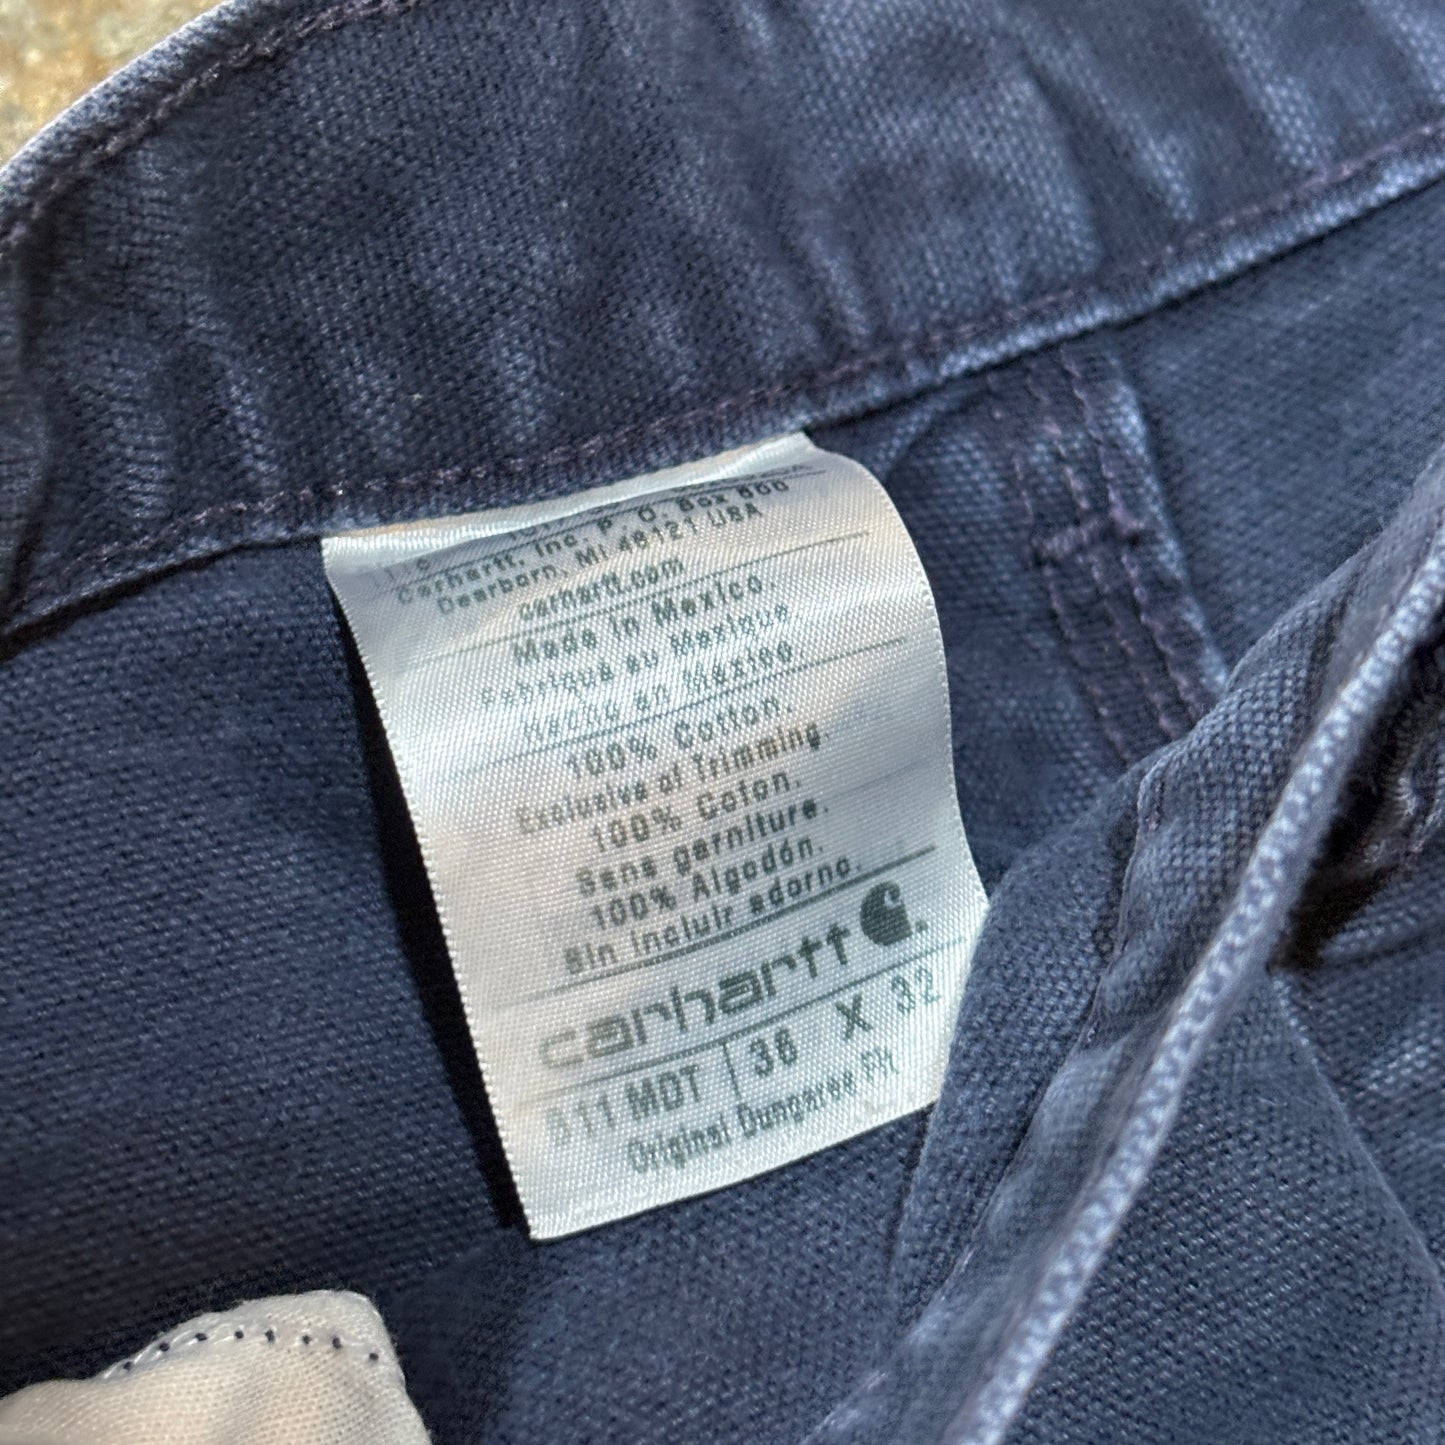 Carhartt, Inc. P. O. Box 600
Dearborn, MI 48121 USA
carhartt.com
Made in Mexico.
Fabriqué au Mexique
Hecho en México
100% Cotton.
Exclusive of Trimming.
100% Coton.
Sans garniture.
100% Algodón.
Sin incluir adorno.
carhartt
MDT 36 X 32
Original Dungaree Fit